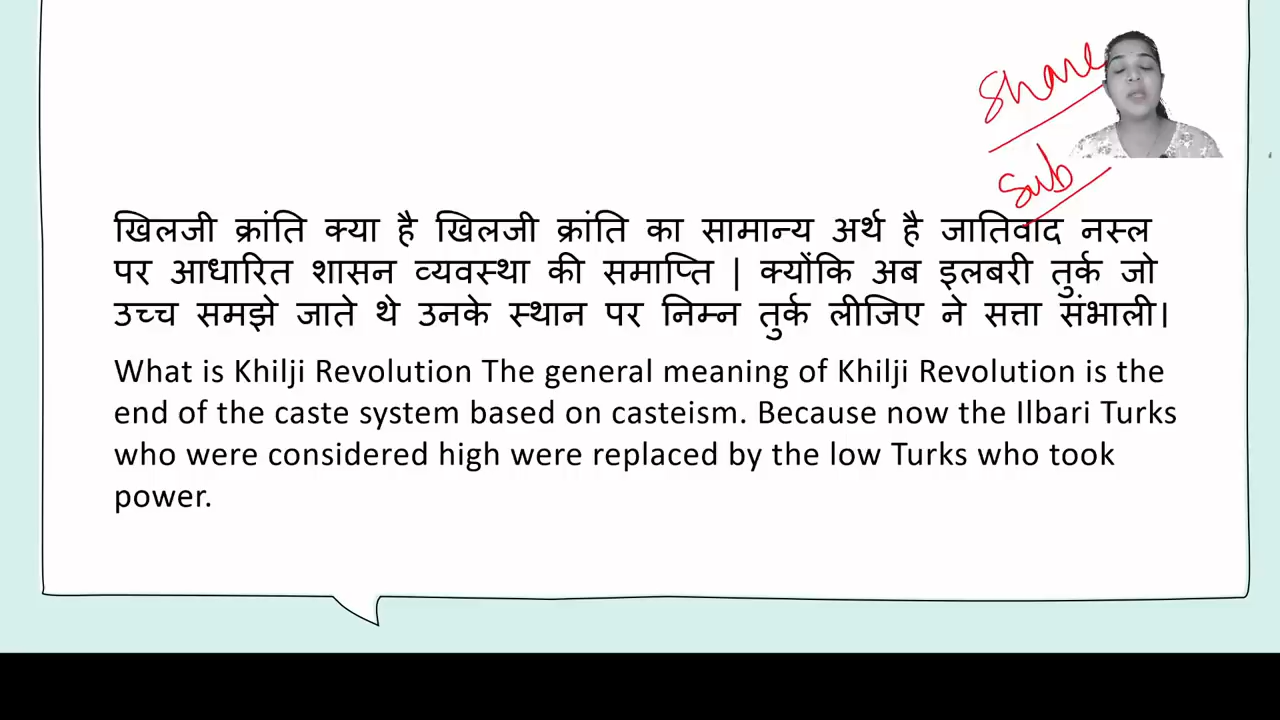 Share
Sub
खिलजी क्रांति क्या है खिलजी क्रांति का सामान्य अर्थ है जातिवाद नस्ल
पर आधारित शासन व्यवस्था की समाप्ति | क्योंकि अब इलबरी तुर्क जो
उच्च समझे जाते थे उनके स्थान पर निम्न तुर्क लीजिए ने सत्ता संभाली।
What is Khilji Revolution The general meaning of Khilji Revolution is the
end of the caste system based on casteism. Because now the Ilbari Turks
who were considered high were replaced by the low Turks who took
power.